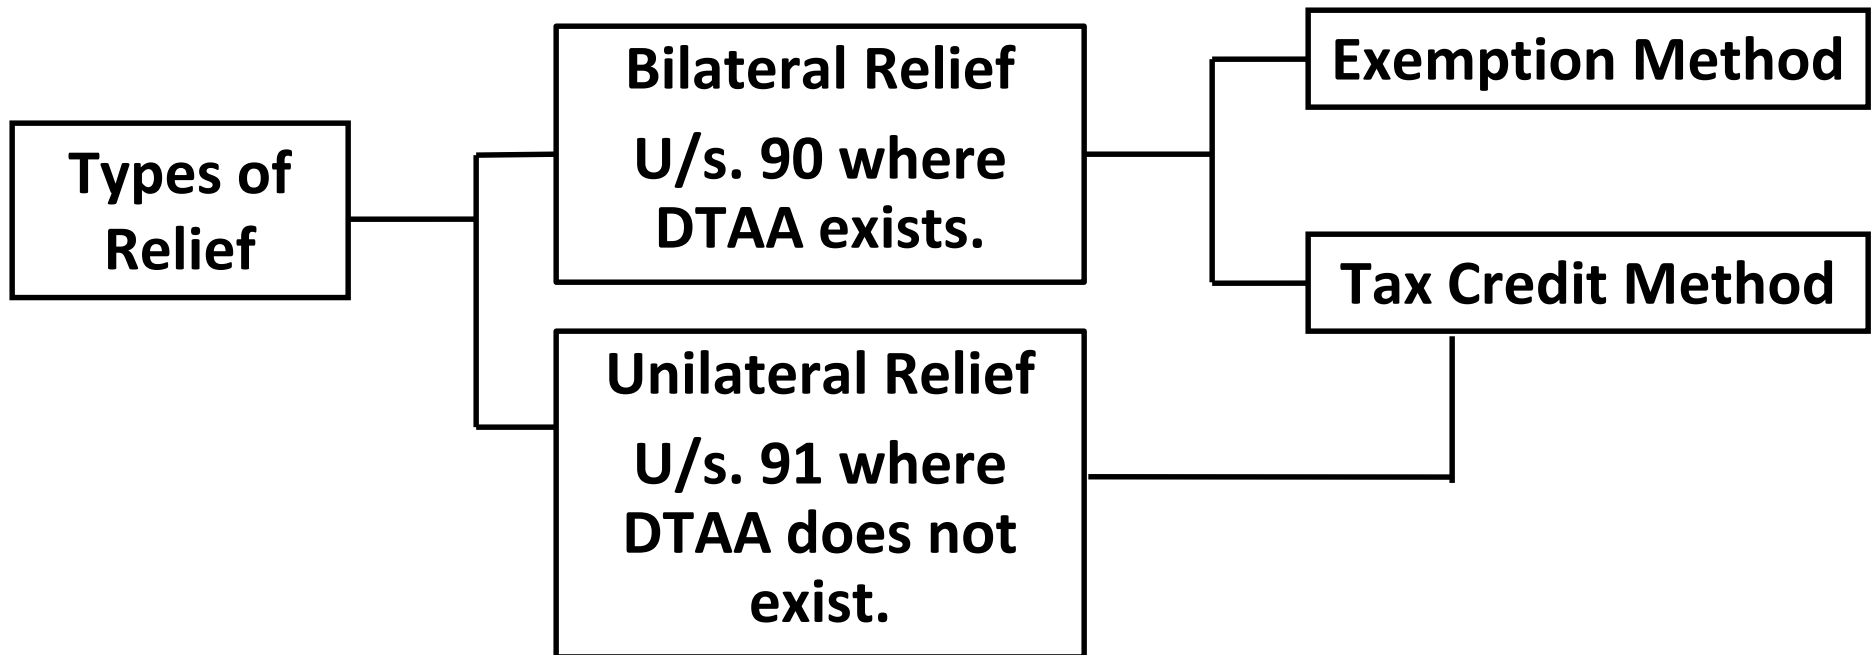 Types of
Relief
Bilateral Relief
U/s. 90 where
DTAA exists.
Exemption Method
Tax Credit Method
Unilateral Relief
U/s. 91 where
DTAA does not
exist.